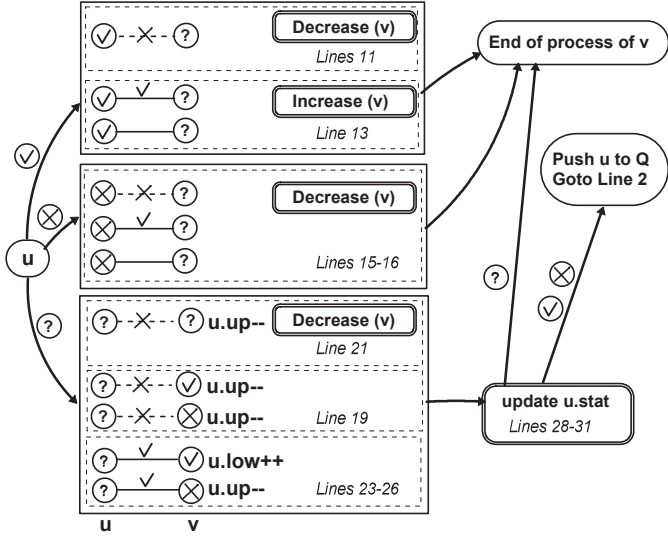 Decrease (v)
?
Lines 11
End of process of v
?
Increase (v)
?
Line 13
Push u to Q
Goto Line 2
?
Decrease (v)
?
?
Lines 15-16
u
?
?
? ? u.up-- Decrease (v)
Line 21
? u.up--
? u.up-- Line 19
update u.stat
Lines 28-31
? u.low++
? u.up-- Lines 23-26
u v